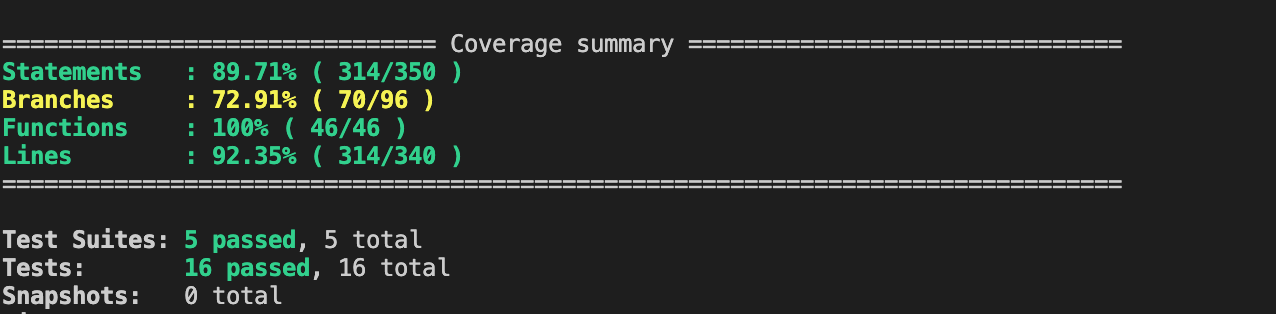 =============================== Coverage summary ===============================
Statements   : 89.71% ( 314/350 )
Branches     : 72.91% ( 70/96 )
Functions    : 100% ( 46/46 )
Lines        : 92.35% ( 314/340 )
================================================================================
Test Suites: 5 passed, 5 total
Tests:       16 passed, 16 total
Snapshots:   0 total